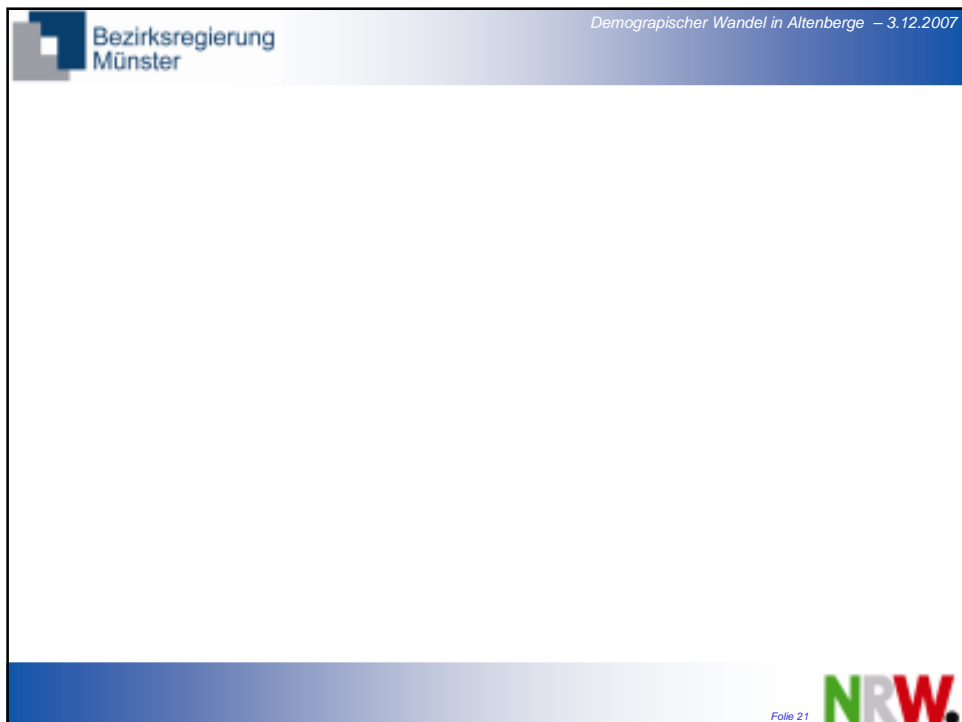 Bezirksregierung
Münster
Demograpischer Wandel in Altenberge – 3.12.2007
Folie 21
NRW.